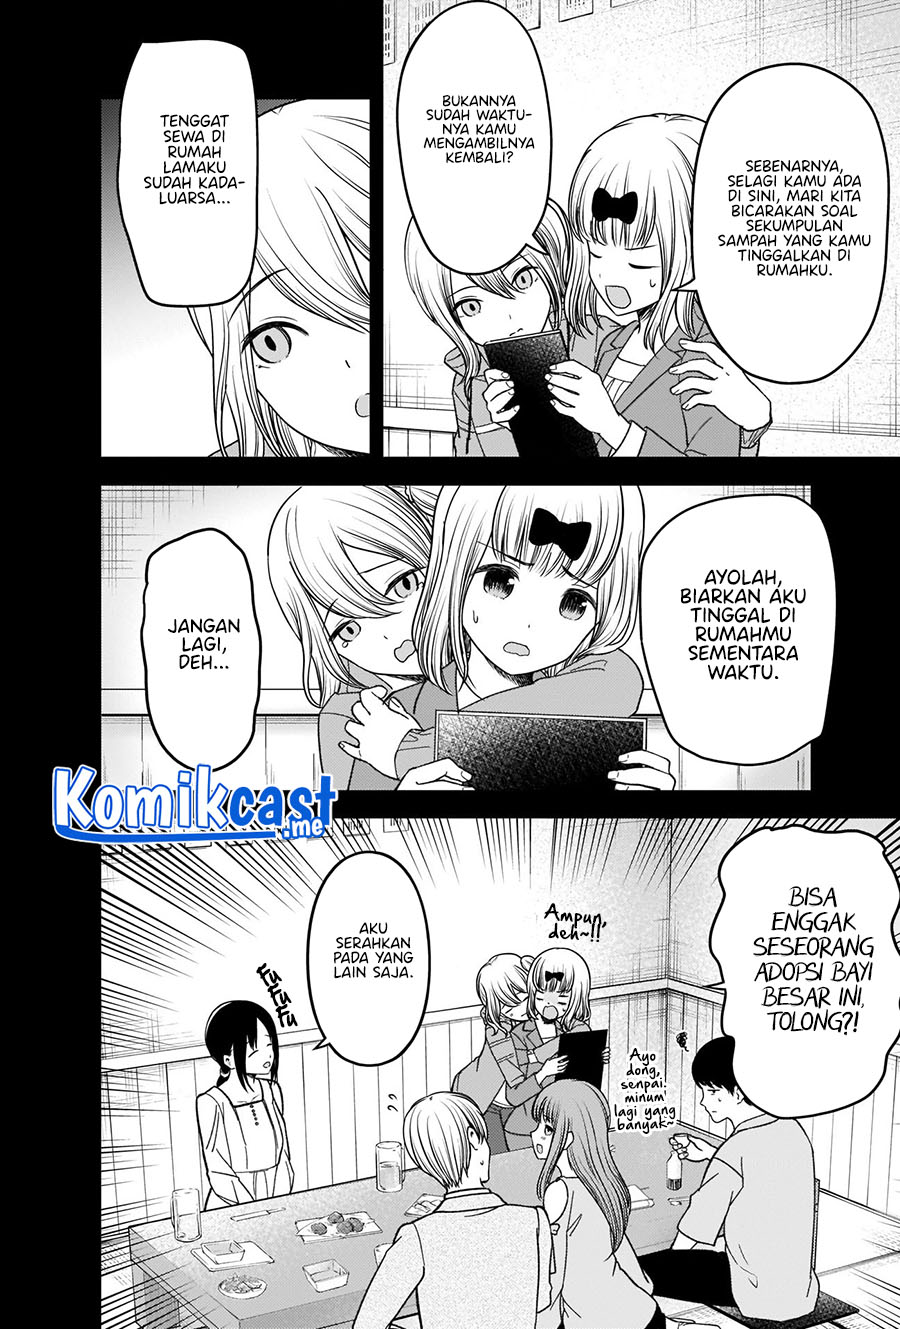 SEBENARNYA,
SELAGI KAMU ADA
DI SINI, MARI KITA
BICARAKAN SOAL
SEKUMPULAN
SAMPAH YANG KAMU
TINGGALKAN DI
RUMAHKU.
BUKANNYA
SUDAH WAKTU-
NYA KAMU
MENGAMBILNYA
KEMBALI?
TENGGAT
SEWA DI
RUMAH
LAMAKU
SUDAH KADA-
LUARSA...
AYOLAH,
BIARKAN AKU
TINGGAL DI
RUMAHMU
SEMENTARA
WAKTU.
JANGAN
LAGI,
DEH...
Komikcast
.me
BISA
ENGGAK
SESEORANG
ADOPSI BAYI
BESAR INI,
TOLONG?!
Ampun,
deh~!!
Ayo
dong,
senpai.
minum
lagi yang
banyak~
AKU
SERAHKAN
PADA YANG
LAIN SAJA.